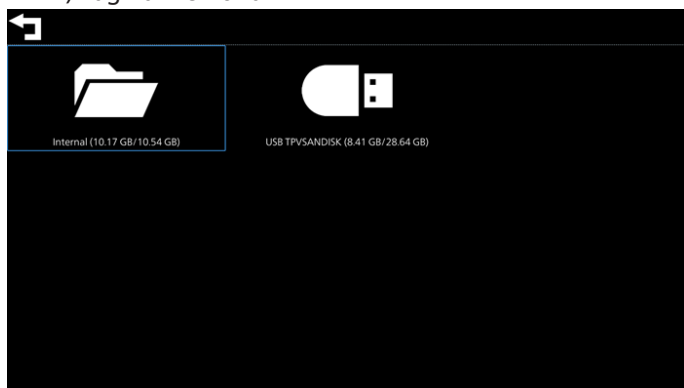 Internal (10.17 GB/10.54 GB)
USB TPVSANDISK (8.41 GB/28.64 GB)